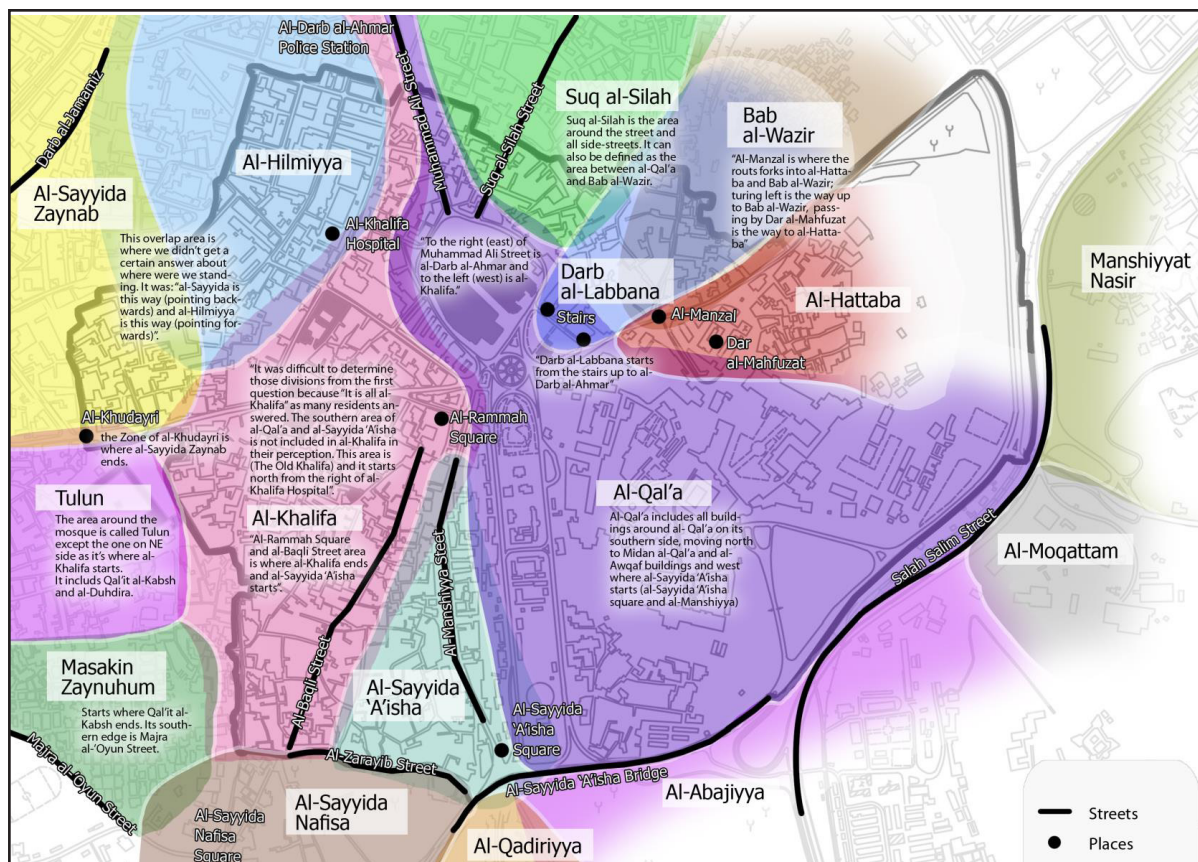 Al-Darb al-Ahmar
Police Station
Muhammad Ali Street
Suq al-Silah Street
Darb al-Jamamiz
Suq al-Silah
Suq al-Silah is the area
around the street and
all side-streets. It can
also be defined as the
area between al-Qal'a
and Bab al-Wazir.
Bab
al-Wazir
"Al-Manzal is where the
routs forks into al-Hatta-
ba and Bab al-Wazir;
turing left is the way up
to Bab al-Wazir, pass-
ing by Dar al-Mahfuzat
is the way to al-Hatta-
ba"
Al-Hilmiyya
Al-Sayyida
Zaynab
Al-Khalifa
Hospital
This overlap area is
where we didn't get a
certain answer about
where were we stand-
ing. It was: "al-Sayyida is
this way (pointing back-
wards) and al-Hilmiyya
is this way (pointing for-
wards)".
"To the right (east) of
Muhammad Ali Street is
al-Darb al-Ahmar and
to the left (west) is al-
Khalifa."
Darb
al-Labbana
Stairs
"Darb al-Labbana starts
from the stairs up to
al-Darb al-Ahmar"
Al-Manzal
Dar
al-Mahfuzat
Al-Hattaba
Manshiyyat
Nasir
"It was difficult to determine
those divisions from the first
question because "It is all al-
Khalifa" as many residents an-
swered. The southern area of
al-Qal'a and al-Sayyida 'A'isha
is not included in al-Khalifa in
their perception. This area is
(The Old Khalifa) and it starts
north from the right of al-
Khalifa Hospital".
Al-Rammah
Square
Al-Khudayri
the Zone of al-Khudayri is
where al-Sayyida Zaynab
ends.
Tulun
The area around the
mosque is called Tulun
except the one on NE
side as it's where al-
Khalifa starts.
It includs Qal'it al-Kabsh
and al-Duhdira.
Al-Khalifa
"Al-Rammah Square
and al-Baqli Street area
is where al-Khalifa ends
and al-Sayyida 'A'isha
starts".
Al-Manshiyya Street
Al-Baqli Street
Al-Qal'a
Al-Qal'a includes all build-
ings around al- Qal'a on its
southern side, moving north
to Midan al-Qal'a and al-
Awqaf buildings and west
where al-Sayyida 'A'isha
starts (al-Sayyida 'A'isha
square and al-Manshiyya)
Salah Salim Street
Al-Moqattam
Masakin
Zaynuhum
Starts where Qal'it al-
Kabsh ends. Its south-
ern edge is Majra
al-'Oyun Street.
Majra al-'Oyun Street
Al-Sayyida
'A'isha
Al-Sayyida
'A'isha
Square
Al-Zarayib Street
Al-Sayyida 'A'isha Bridge
Al-Sayyida
Nafisa
Square
Al-Sayyida
Nafisa
Al-Qadiriyya
Al-Abajiyya
Streets
Places